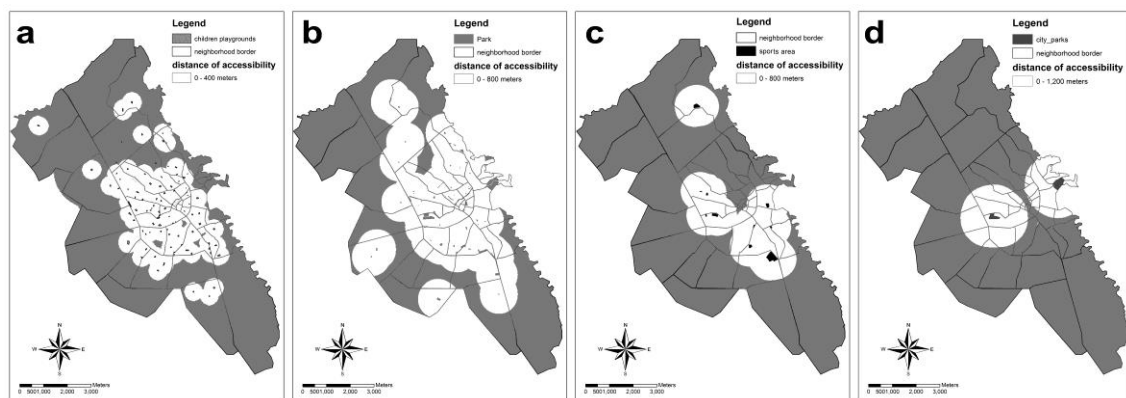 a
Legend
children playgrounds
neighborhood border
distance of accessibility
0 - 400 meters
N
W E
S
Meters
0 5001,000 2,000 3,000
b
Legend
Park
neighborhood border
distance of accessibility
0 - 800 meters
N
W E
S
Meters
0 5001,000 2,000 3,000
c
Legend
neighborhood border
sports area
distance of accessibility
0 - 800 meters
N
W E
S
Meters
0 5001,000 2,000 3,000
d
Legend
city_parks
neighborhood border
distance of accessibility
0 - 1,200 meters
N
W E
S
Meters
0 5001,000 2,000 3,000